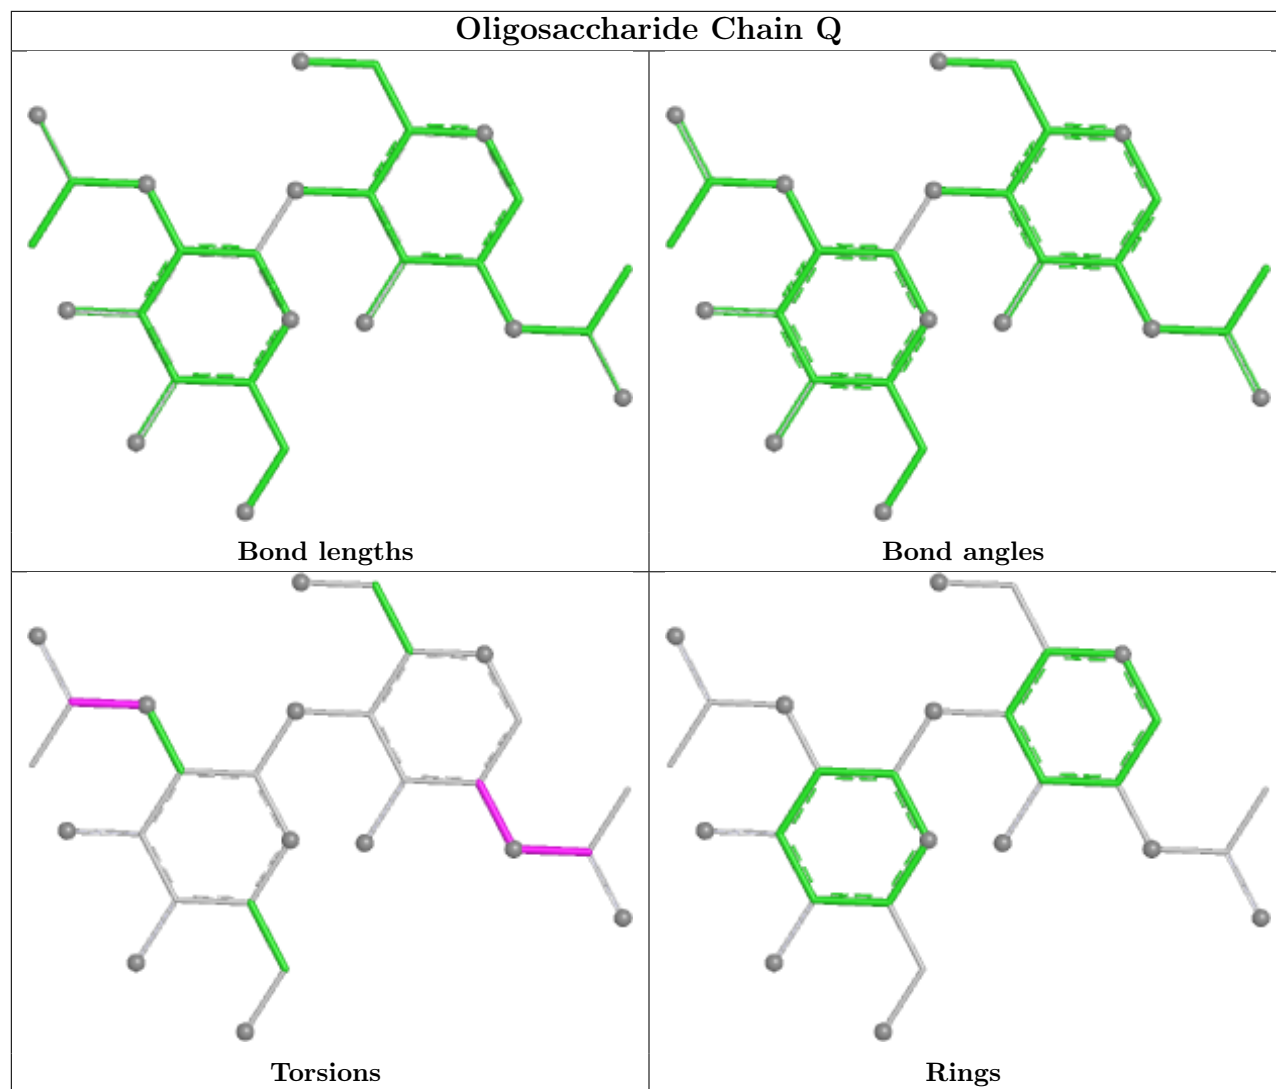 Oligosaccharide Chain Q
Bond lengths
Bond angles
Torsions
Rings